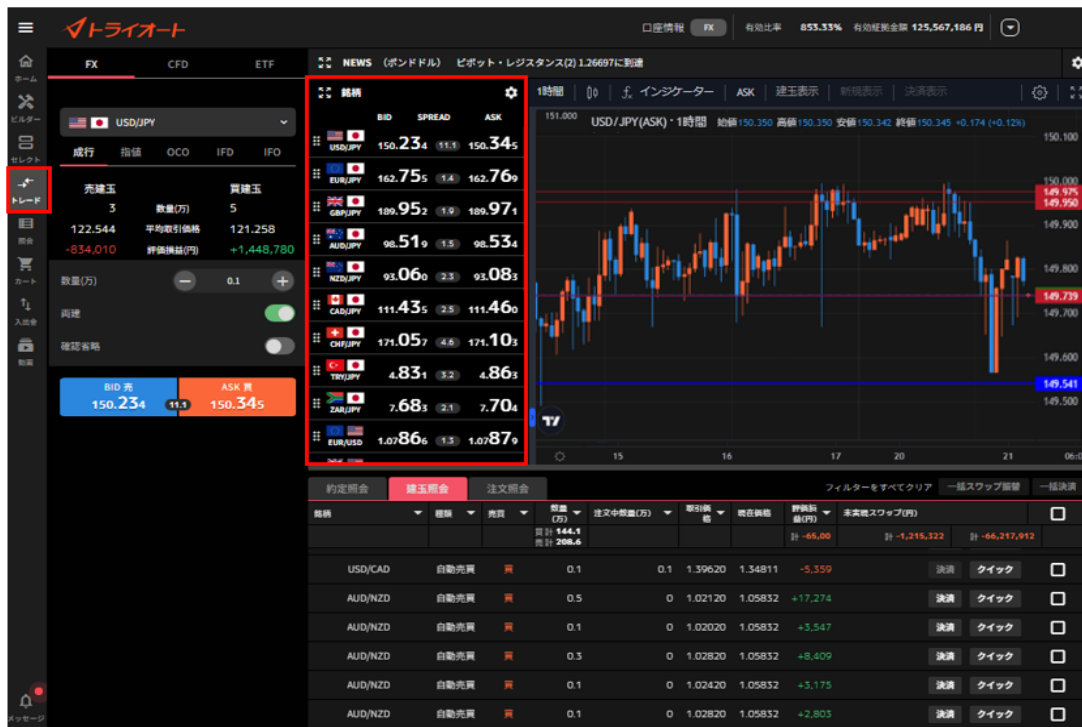 トライオート
口座情報 FX 有効比率 853.33% 有効証拠金額 125,567,186 円
ホーム
ビルダー
セレクト
トレード
照会
カート
入出金
動画
メッセージ
FX CFD ETF
USD/JPY
成行 指値 OCO IFD IFO
売建玉 買建玉
3 数量(万) 5
122.544 平均取引価格 121.258
-834,010 評価損益(円) +1,448,780
数量(万) 0.1
両建
確認省略
BID 売 ASK 買
150.234 11.1 150.345
NEWS (ポンドドル) ピボット・レジスタンス(2) 1.26697に到達
銘柄
BID SPREAD ASK
USD/JPY 150.234 11.1 150.345
EUR/JPY 162.755 1.4 162.769
GBP/JPY 189.952 1.9 189.971
AUD/JPY 98.519 1.5 98.534
NZD/JPY 93.060 2.3 93.083
CAD/JPY 111.435 2.5 111.460
CHF/JPY 171.057 4.6 171.103
TRY/JPY 4.831 3.2 4.863
ZAR/JPY 7.683 2.1 7.704
EUR/USD 1.07866 1.3 1.07879
1時間 インジケーター ASK 建玉表示 新規表示 決済表示
151.000 USD/JPY(ASK)・1時間 始値150.350 高値150.350 安値150.342 終値150.345 +0.174 (+0.12%)
150.100
150.000
149.975
149.950
149.900
149.800
149.739
149.700
149.600
149.541
149.500
15 16 17 20 21 06:0
約定照会 建玉照会 注文照会 フィルターをすべてクリア 一括スワップ振替 一括決済
銘柄 種類 売買 数量(万) 注文中数量(万) 取引価格 現在価格 評価損益(円) 未実現スワップ(円)
買計 144.1
売計 208.6
計 -65,00 計 -1,215,322 計 -66,217,912
USD/CAD 自動売買 買 0.1 0.1 1.39620 1.34811 -5,359 決済 クイック
AUD/NZD 自動売買 買 0.5 0 1.02120 1.05832 +17,274 決済 クイック
AUD/NZD 自動売買 買 0.1 0 1.02020 1.05832 +3,547 決済 クイック
AUD/NZD 自動売買 買 0.3 0 1.02820 1.05832 +8,409 決済 クイック
AUD/NZD 自動売買 買 0.1 0 1.02420 1.05832 +3,175 決済 クイック
AUD/NZD 自動売買 買 0.1 0 1.02820 1.05832 +2,803 決済 クイック